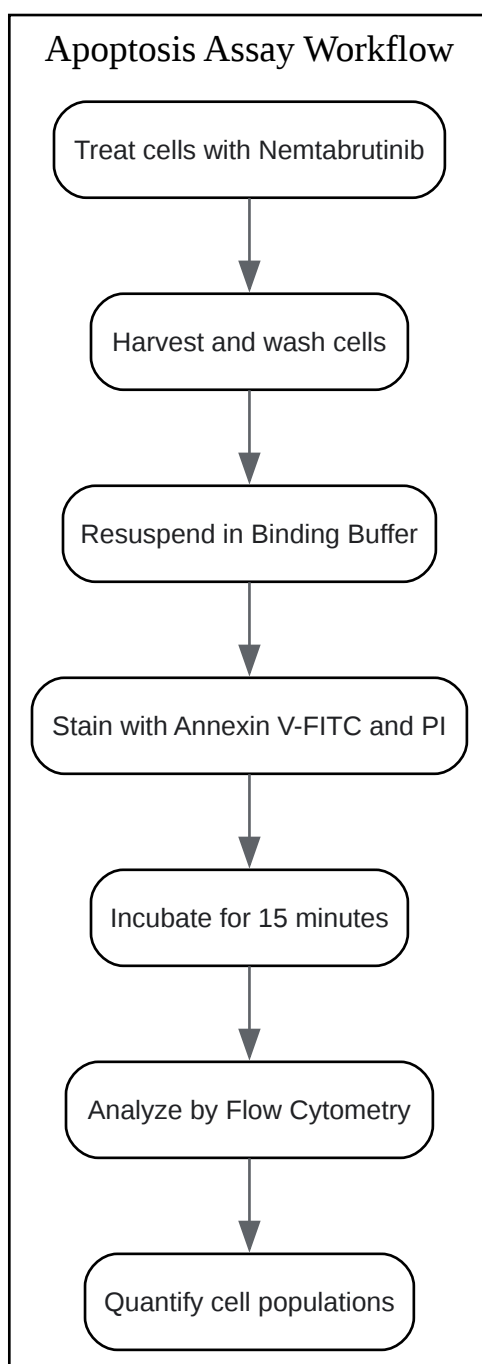 Apoptosis Assay Workflow
Treat cells with Nemtabrutinib
Harvest and wash cells
Resuspend in Binding Buffer
Stain with Annexin V-FITC and PI
Incubate for 15 minutes
Analyze by Flow Cytometry
Quantify cell populations